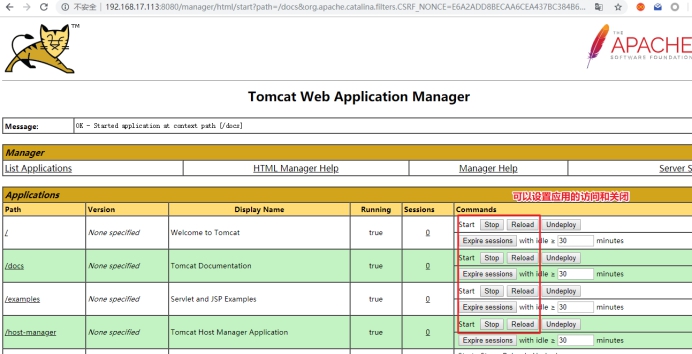 不安全 | 192.168.17.113:8080/manager/html/start?path=/docs&org.apache.catalina.filters.CSRF_NONCE=E6A2ADD8BECAA6CEA437BC384B6...
TM
THE
APACHE
SOFTWARE FOUNDATION
Tomcat Web Application Manager
Message: OK - Started application at context path [/docs]
Manager
List Applications HTML Manager Help Manager Help Server S
Applications 可以设置应用的访问和关闭
Path Version Display Name Running Sessions Commands
/ None specified Welcome to Tomcat true 0 Start Stop Reload Undeploy
Expire sessions with idle ≥ 30 minutes
/docs None specified Tomcat Documentation true 0 Start Stop Reload Undeploy
Expire sessions with idle ≥ 30 minutes
/examples None specified Servlet and JSP Examples true 0 Start Stop Reload Undeploy
Expire sessions with idle ≥ 30 minutes
/host-manager None specified Tomcat Host Manager Application true 0 Start Stop Reload Undeploy
Expire sessions with idle ≥ 30 minutes